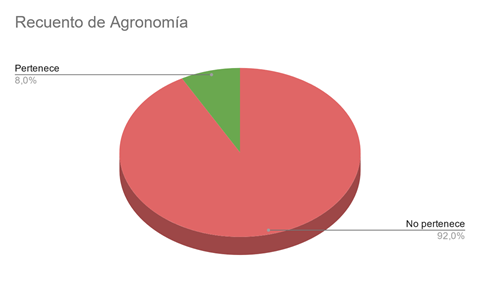 Recuento de Agronomía
Pertenece
8,0%
No pertenece
92,0%